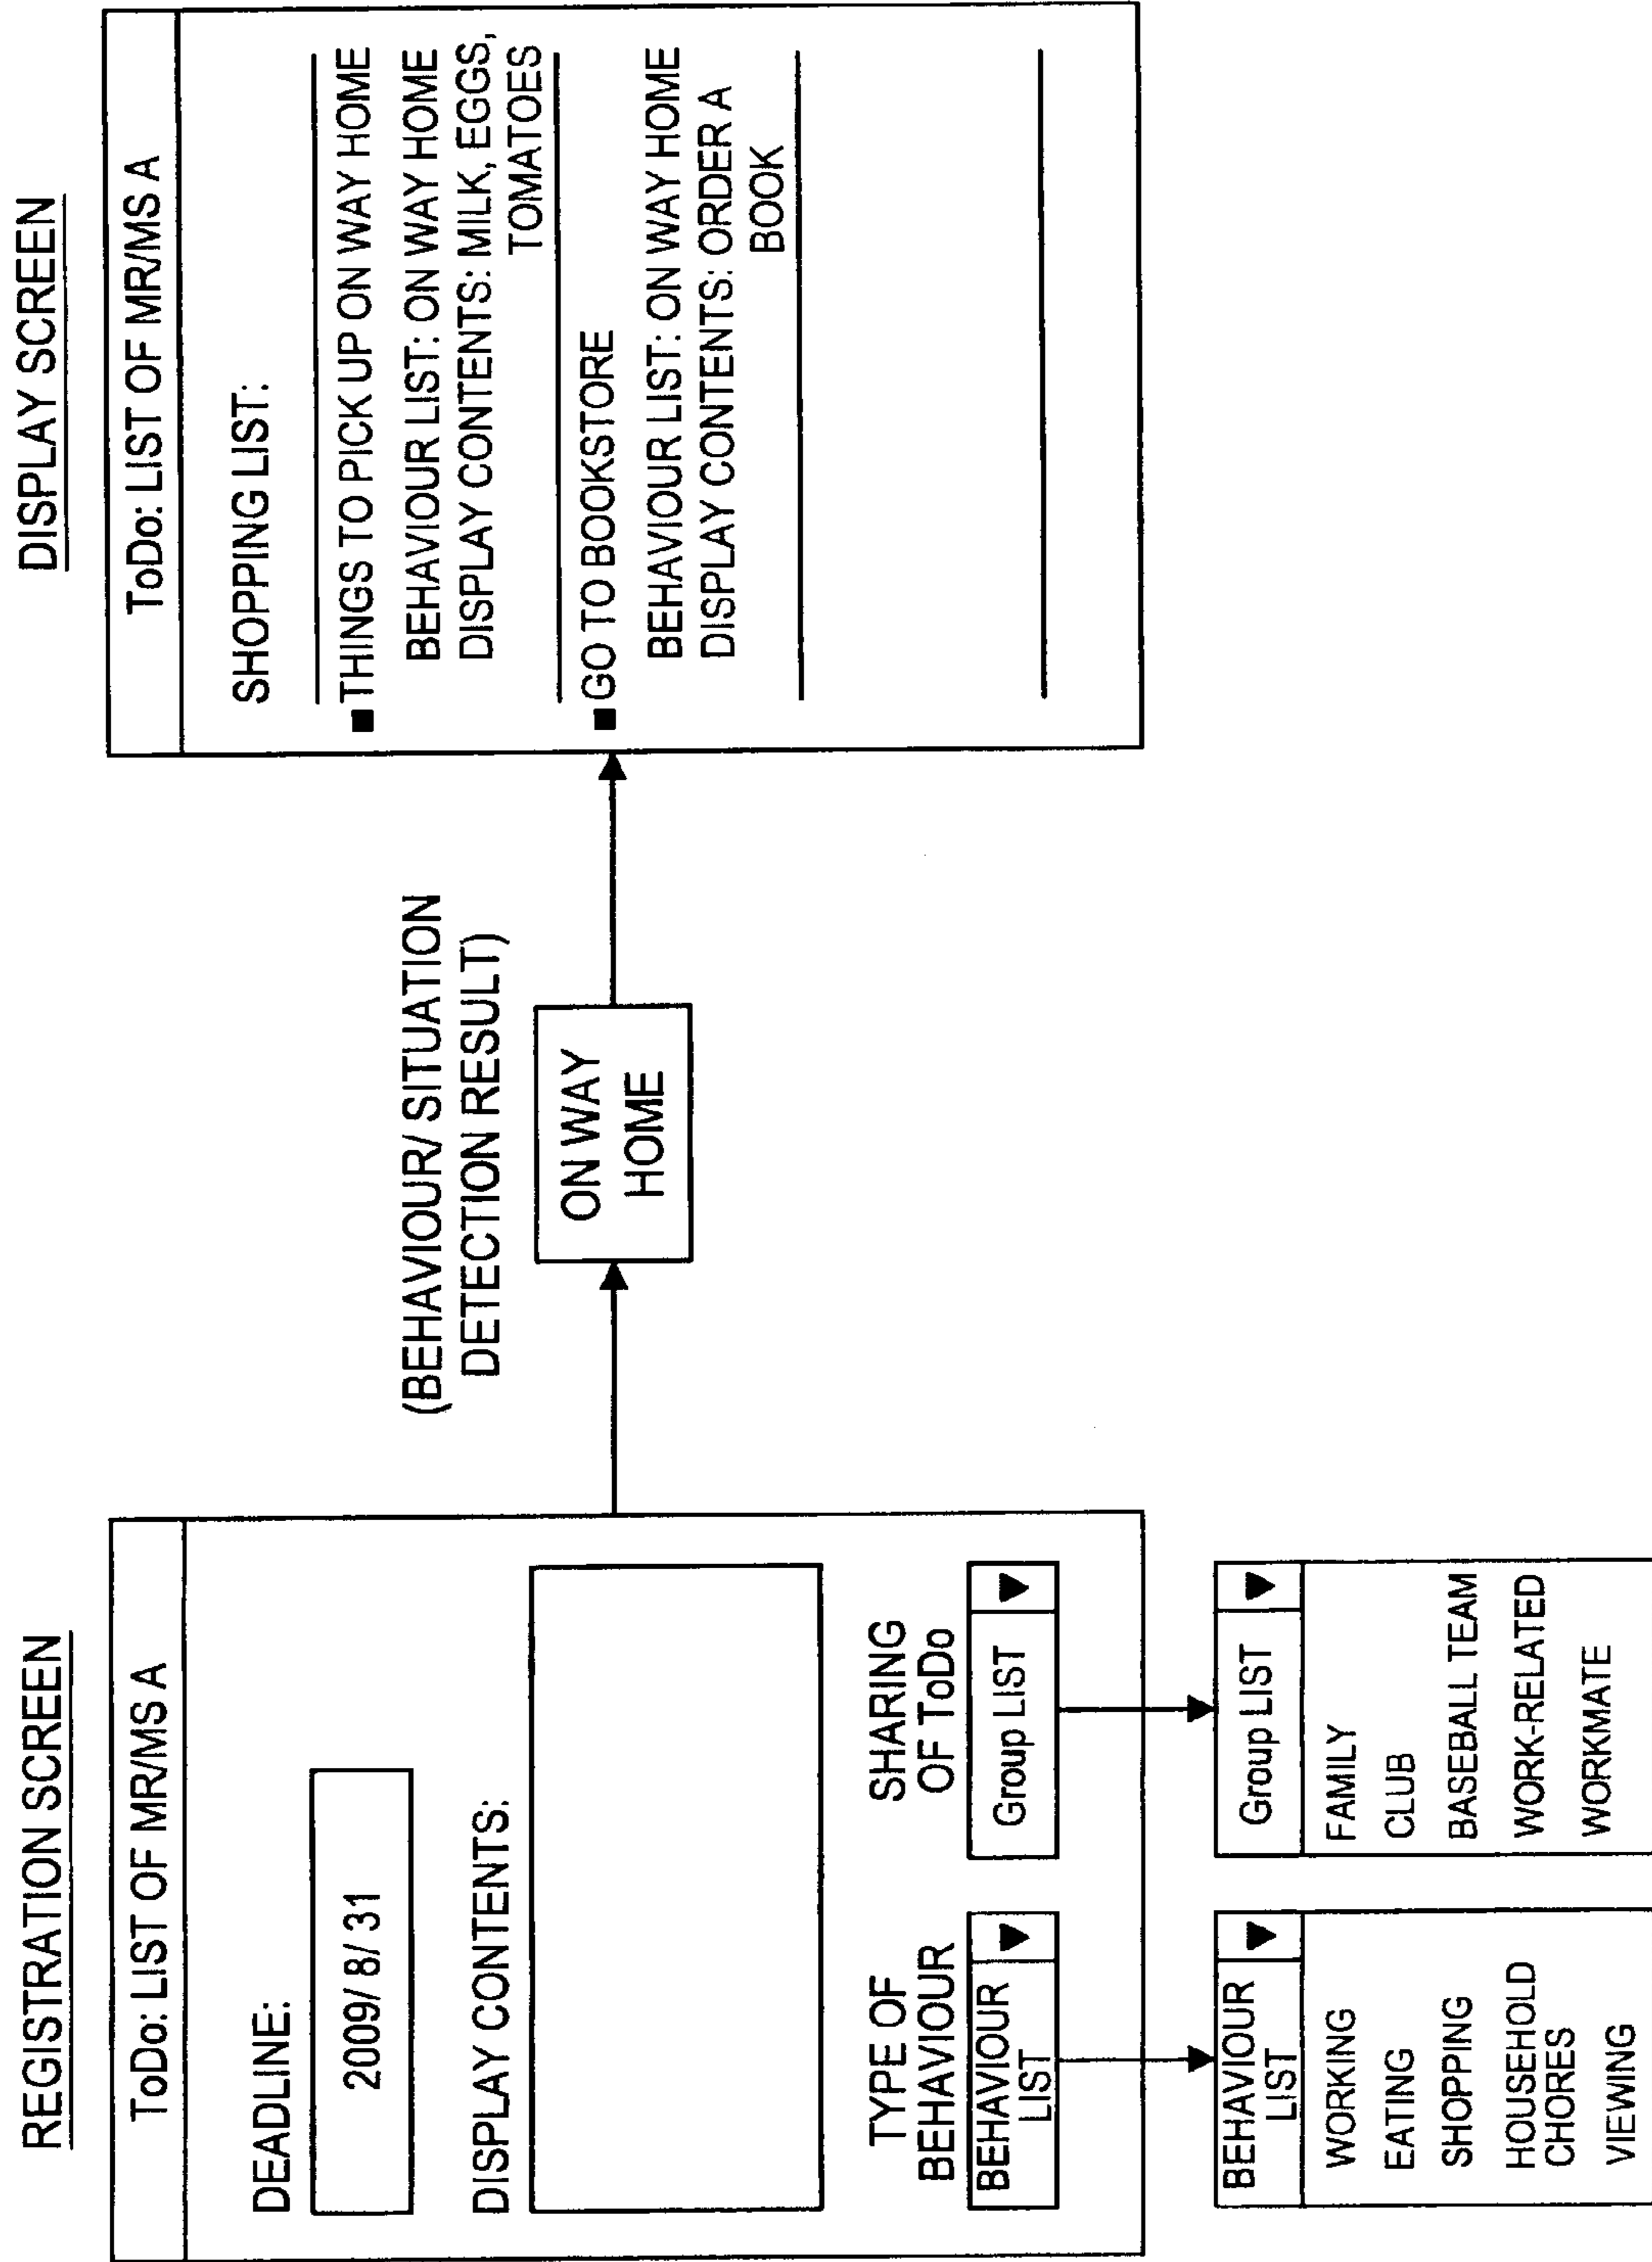 REGISTRATION SCREEN
ToDo: LIST OF MR/MS A
DEADLINE:
2009/ 8/ 31
DISPLAY CONTENTS:
TYPE OF
BEHAVIOUR
BEHAVIOUR
LIST
SHARING
OF ToDo
Group LIST
BEHAVIOUR
LIST
WORKING
EATING
SHOPPING
HOUSEHOLD
CHORES
VIEWING
Group LIST
FAMILY
CLUB
BASEBALL TEAM
WORK-RELATED
WORKMATE
(BEHAVIOUR/ SITUATION
DETECTION RESULT)
ON WAY
HOME
DISPLAY SCREEN
ToDo: LIST OF MR/MS A
SHOPPING LIST:
■ THINGS TO PICK UP ON WAY HOME
BEHAVIOUR LIST: ON WAY HOME
DISPLAY CONTENTS: MILK, EGGS,
TOMATOES
■ GO TO BOOKSTORE
BEHAVIOUR LIST: ON WAY HOME
DISPLAY CONTENTS: ORDER A
BOOK